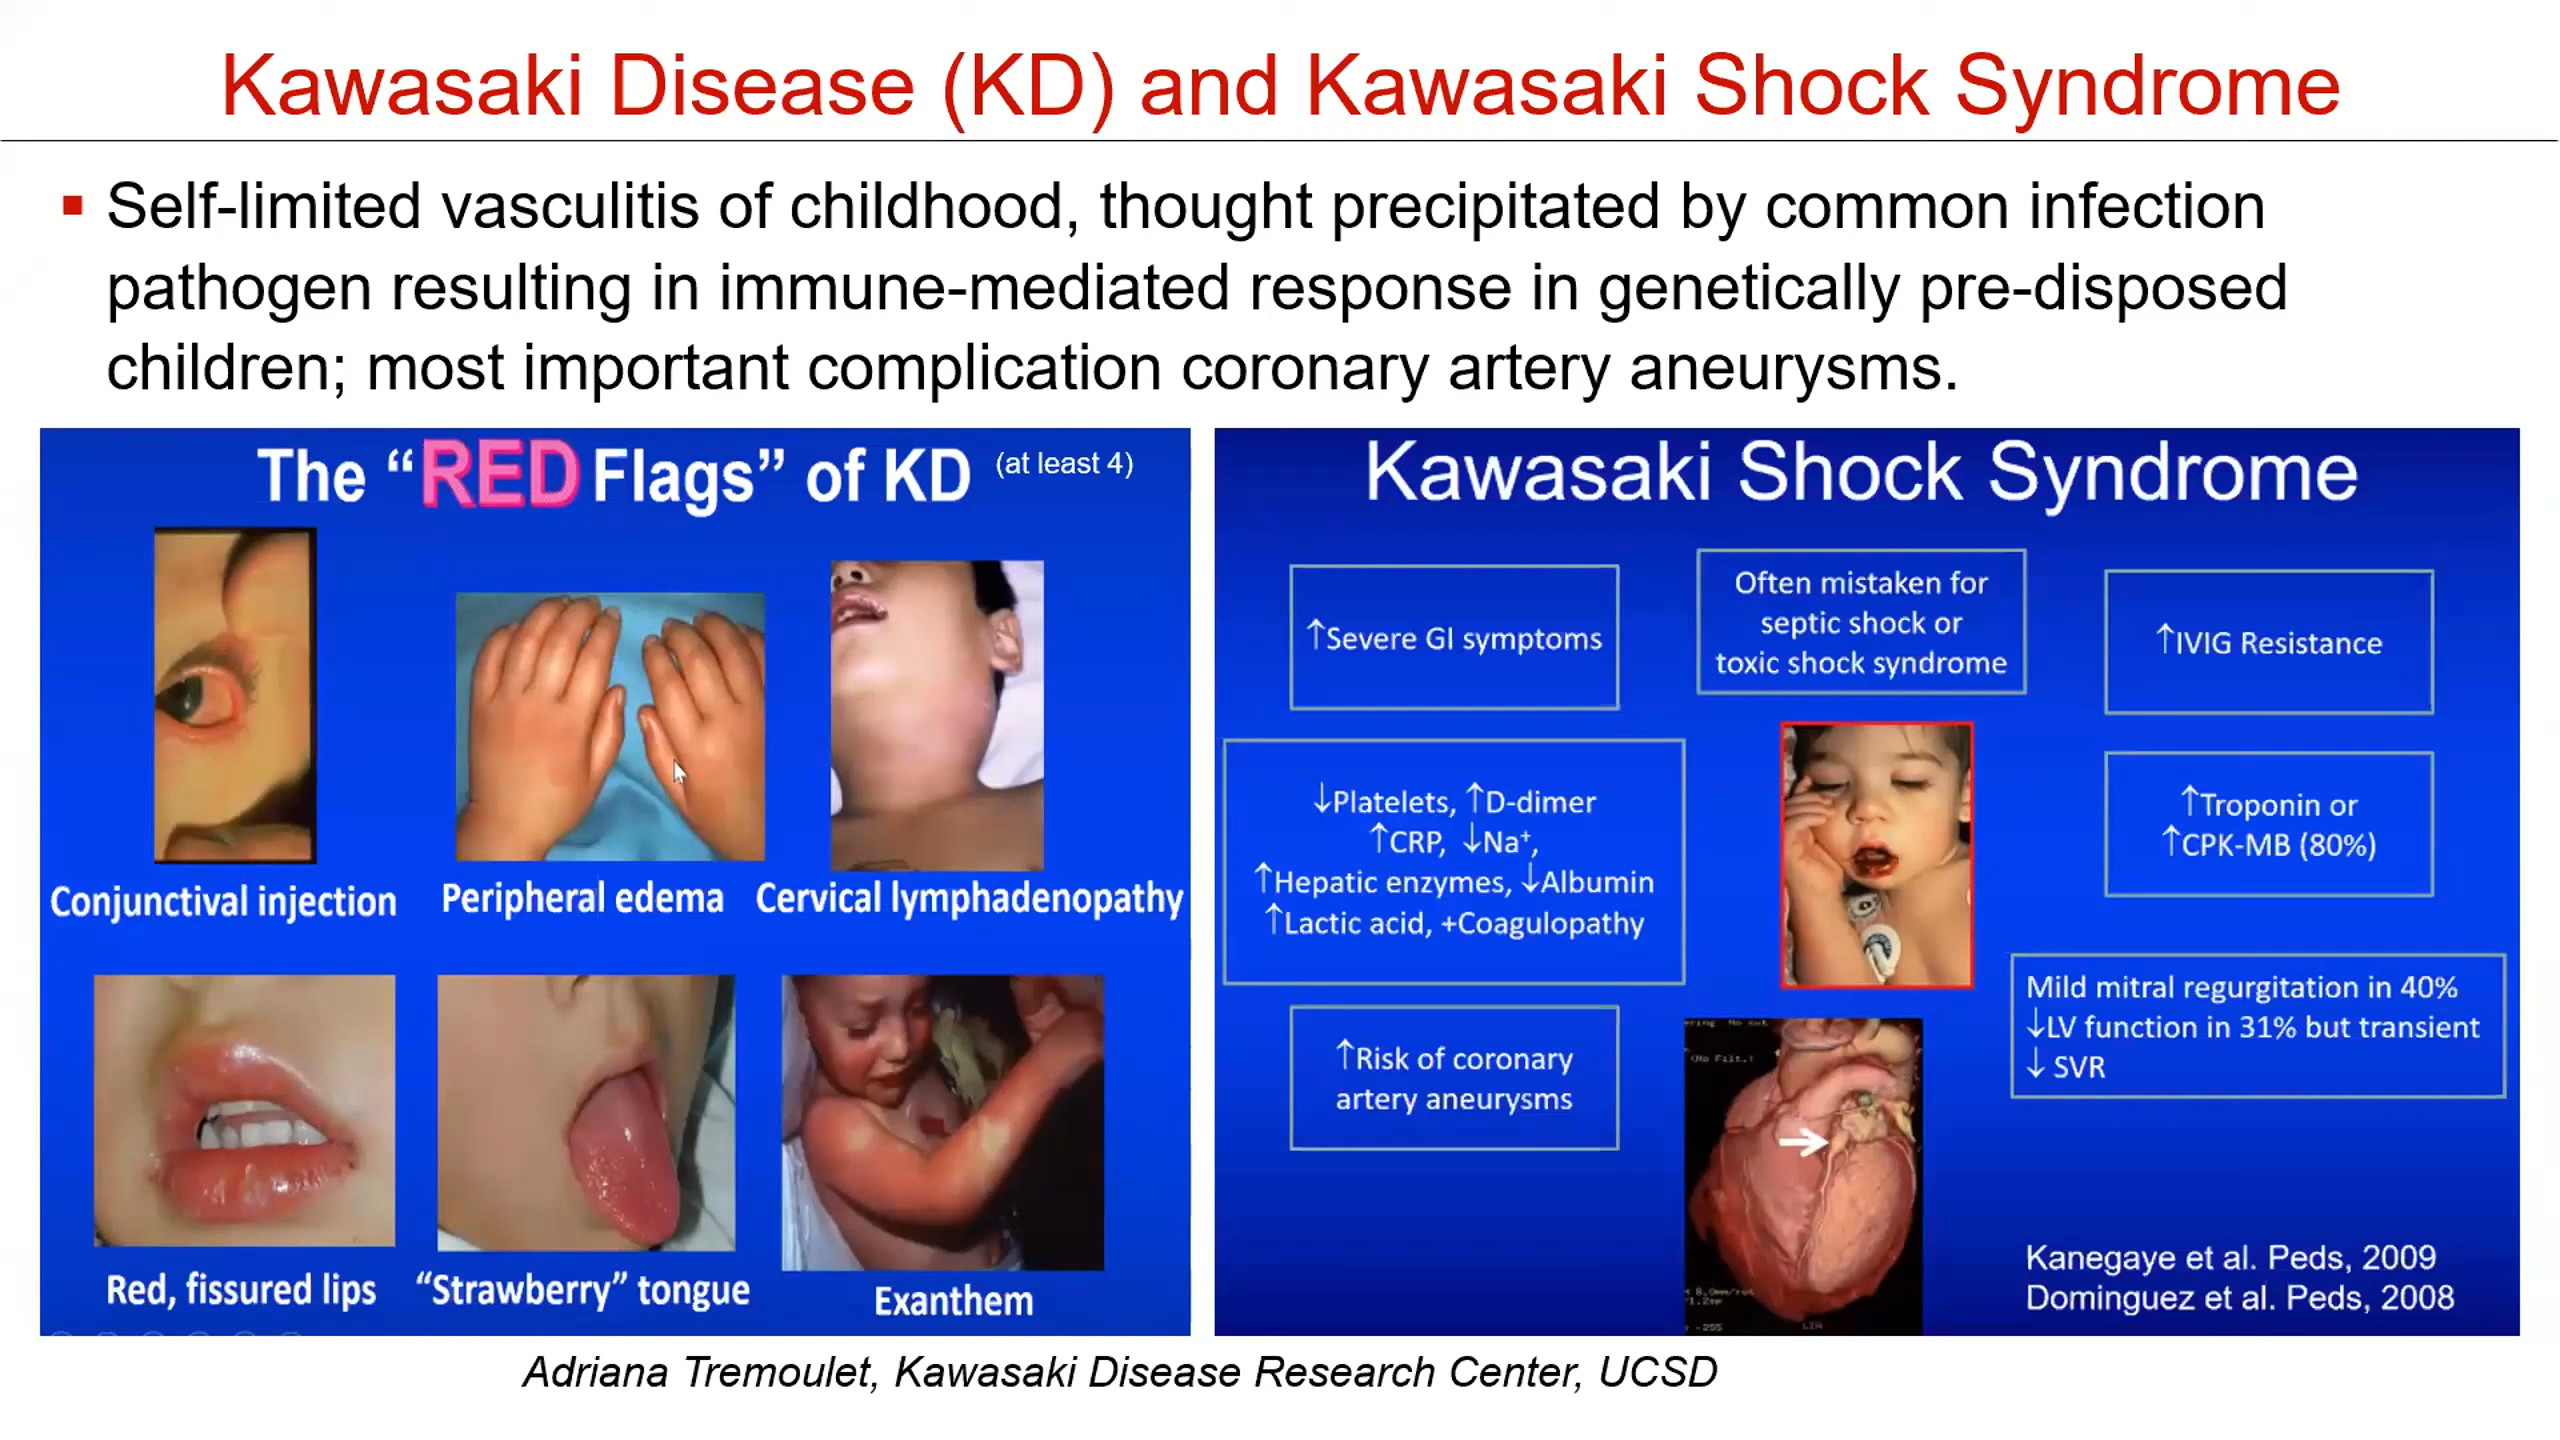 Kawasaki Disease (KD) and Kawasaki Shock Syndrome
▪ Self-limited vasculitis of childhood, thought precipitated by common infection
pathogen resulting in immune-mediated response in genetically pre-disposed
children; most important complication coronary artery aneurysms.
The “RED Flags” of KD (at least 4)
Conjunctival injection
Peripheral edema
Cervical lymphadenopathy
Red, fissured lips
“Strawberry” tongue
Exanthem
Kawasaki Shock Syndrome
↑Severe GI symptoms
Often mistaken for
septic shock or
toxic shock syndrome
↑IVIG Resistance
↓Platelets, ↑D-dimer
↑CRP, ↓Na⁺,
↑Hepatic enzymes, ↓Albumin
↑Lactic acid, +Coagulopathy
↑Troponin or
↑CPK-MB (80%)
↑Risk of coronary
artery aneurysms
Mild mitral regurgitation in 40%
↓LV function in 31% but transient
↓ SVR
Kanegaye et al. Peds, 2009
Dominguez et al. Peds, 2008
Adriana Tremoulet, Kawasaki Disease Research Center, UCSD